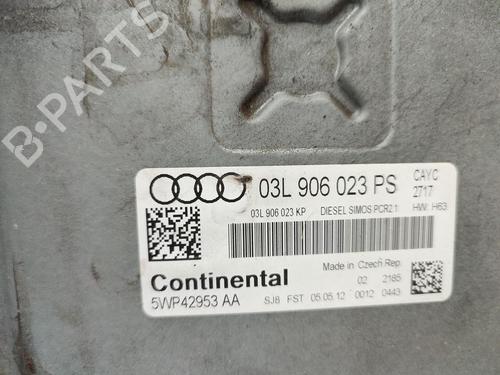 B-PARTS
03L 906 023 PS CAYC
2717
03L 906 023 KP DIESEL SIMOS PCR2.1 HW: H63
Continental
5WP42953 AA
Made in Czech Rep.
02 2185
SJ8 FST 05.05.12 0012 0443